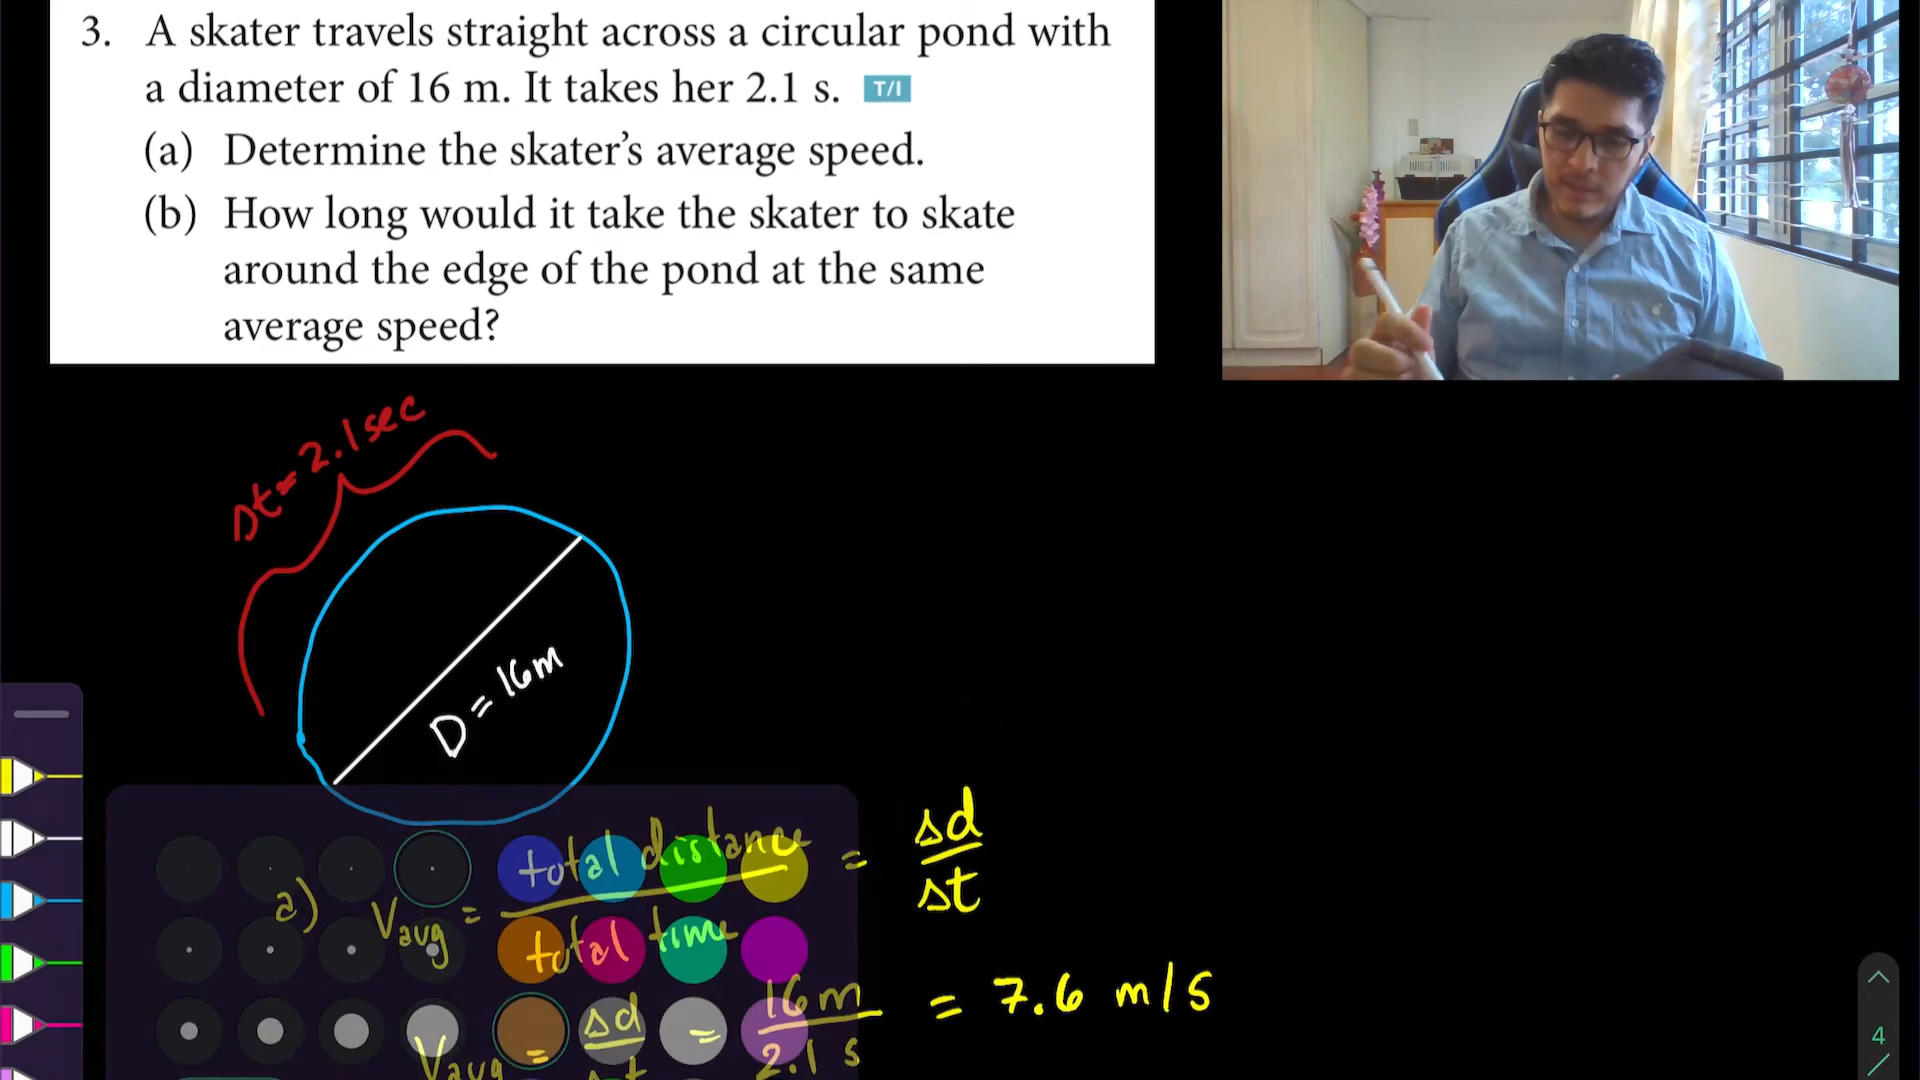 3. A skater travels straight across a circular pond with
a diameter of 16 m. It takes her 2.1 s. T/I
(a) Determine the skater’s average speed.
(b) How long would it take the skater to skate
around the edge of the pond at the same
average speed?
Δt = 2.1 sec
D = 16m
a) Vavg = total distance / total time = Δd / Δt
Vavg = Δd / Δt = 16m / 2.1 s = 7.6 m/s
4